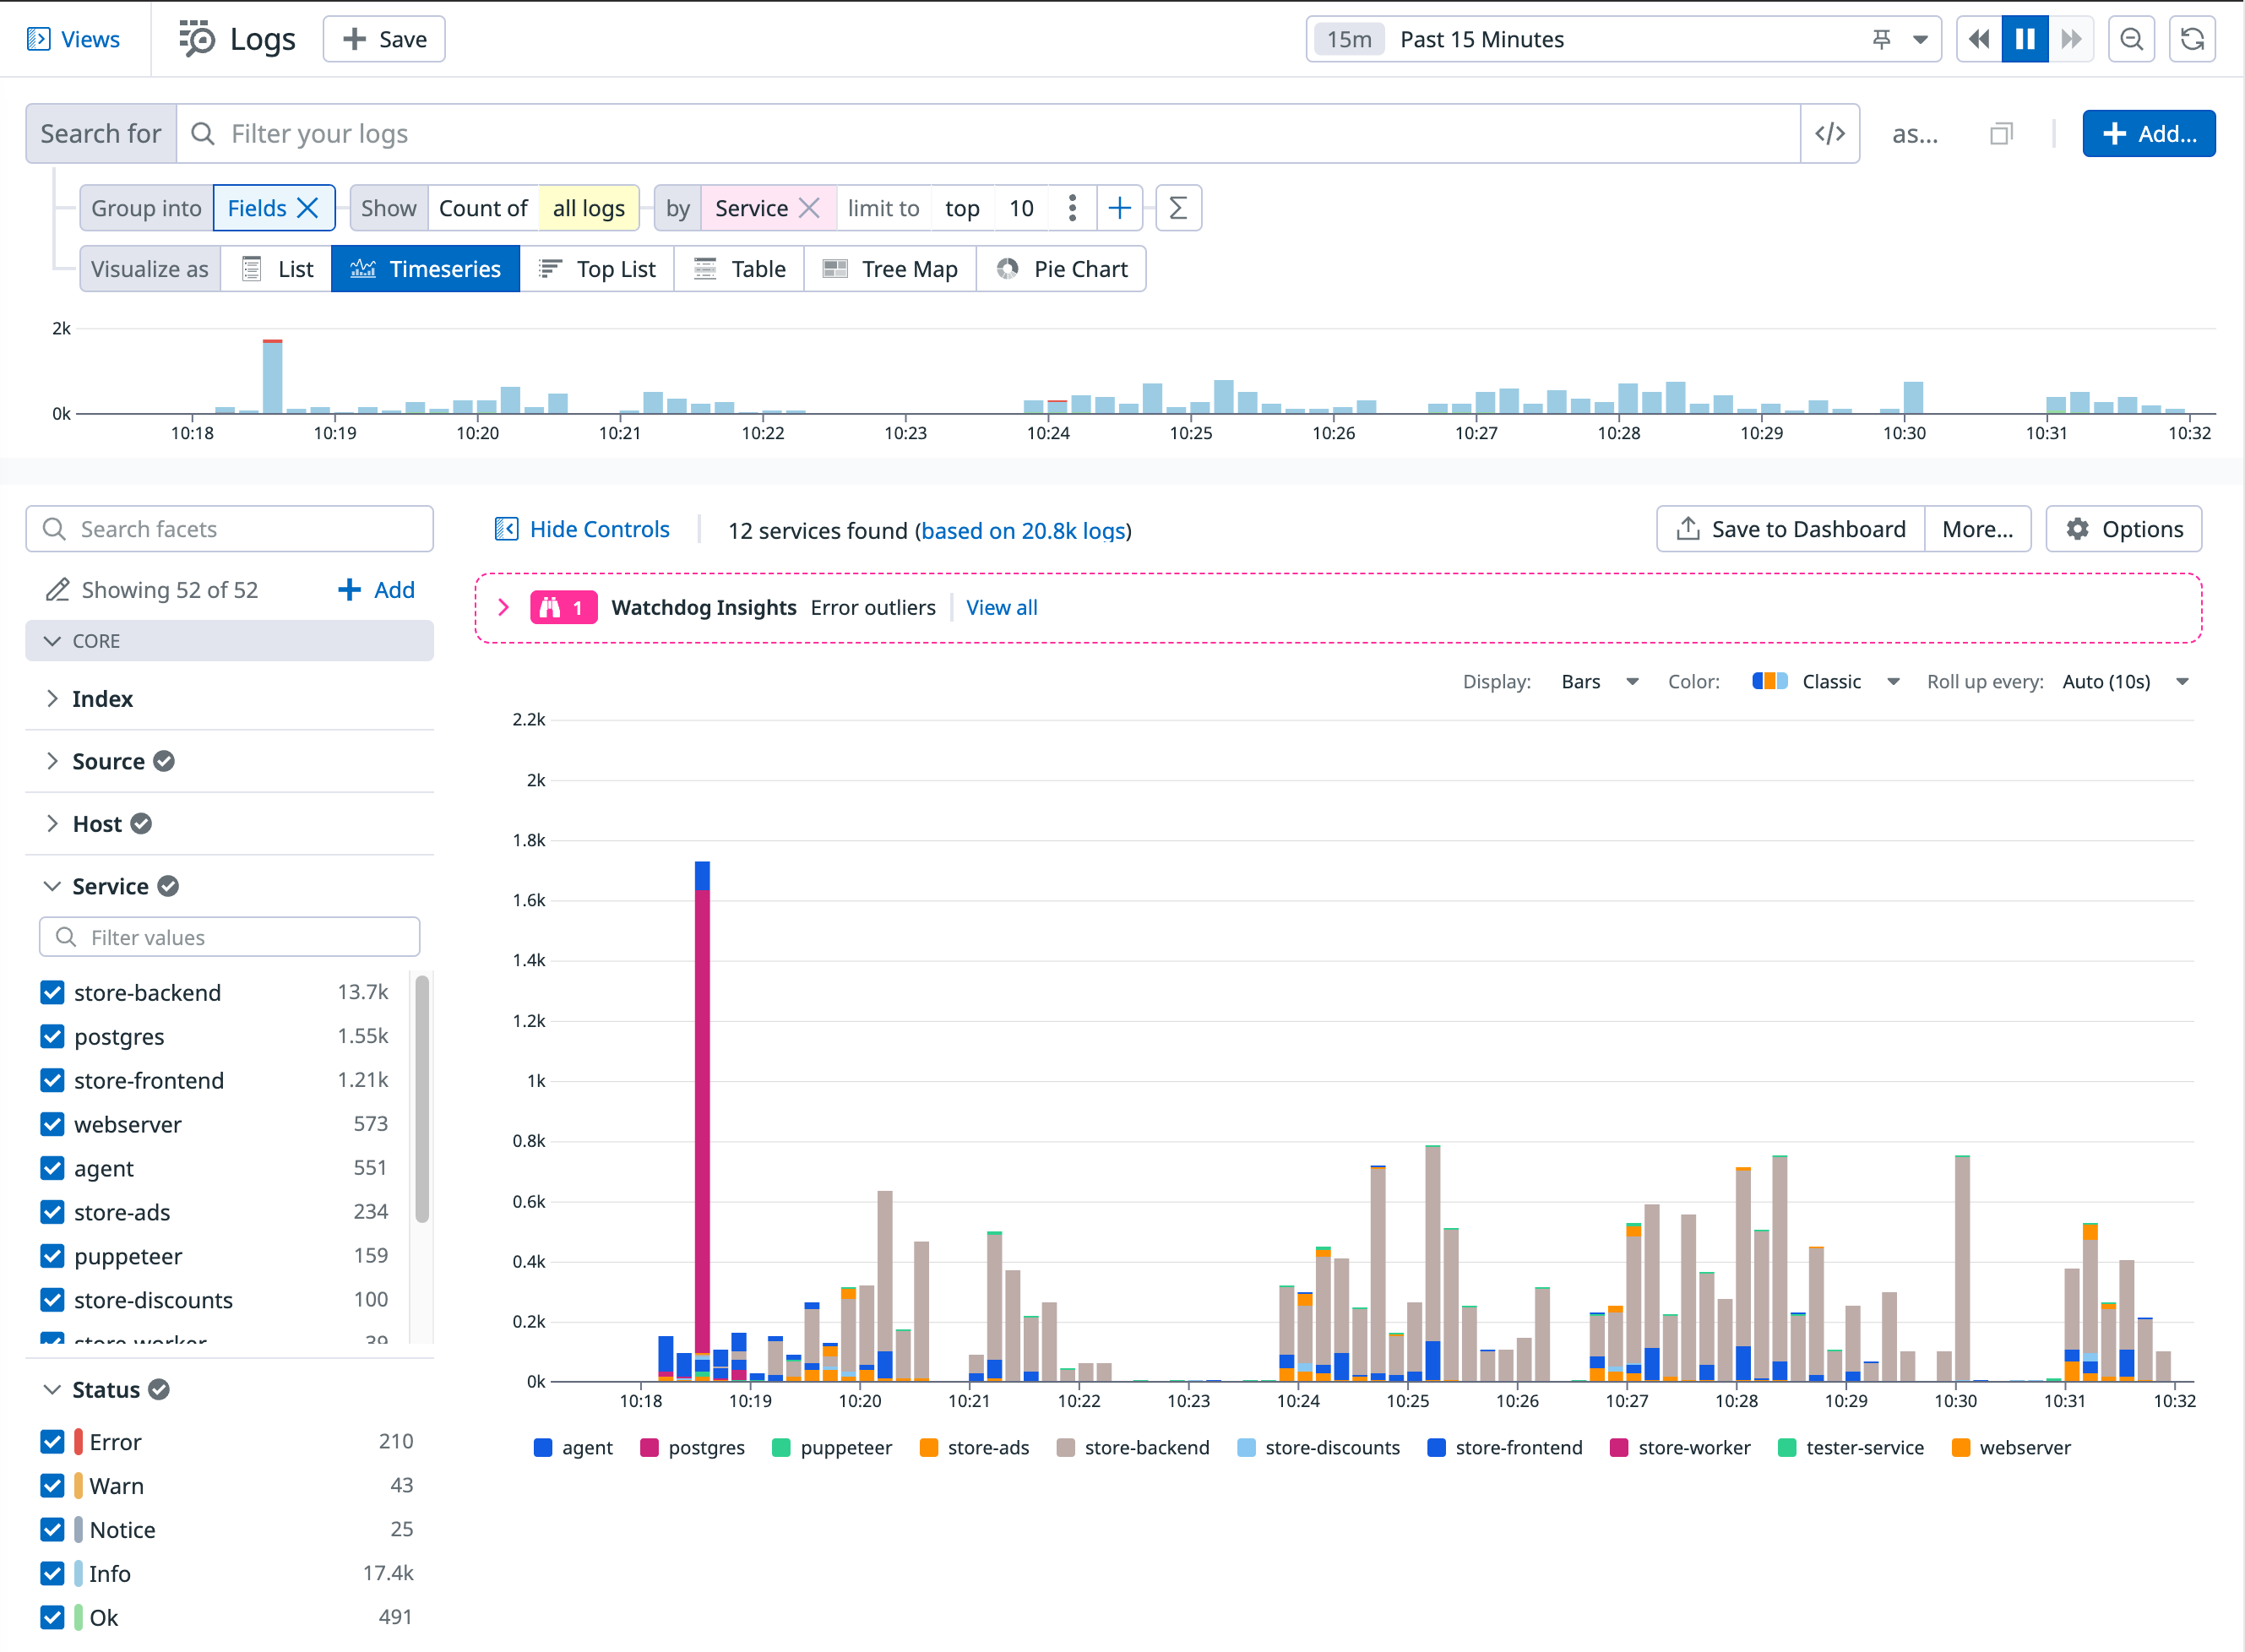 Views Logs + Save 15m Past 15 Minutes
Search for Filter your logs </> as... + Add...
Group into Fields Show Count of all logs by Service limit to top 10 + Σ
Visualize as List Timeseries Top List Table Tree Map Pie Chart
2k
0k
10:18 10:19 10:20 10:21 10:22 10:23 10:24 10:25 10:26 10:27 10:28 10:29 10:30 10:31 10:32
Search facets
Showing 52 of 52 + Add
CORE
Index
Source
Host
Service
Filter values
store-backend 13.7k
postgres 1.55k
store-frontend 1.21k
webserver 573
agent 551
store-ads 234
puppeteer 159
store-discounts 100
store-worker 39
Status
Error 210
Warn 43
Notice 25
Info 17.4k
Ok 491
Hide Controls 12 services found (based on 20.8k logs) Save to Dashboard More... Options
1 Watchdog Insights Error outliers View all
Display: Bars Color: Classic Roll up every: Auto (10s)
2.2k
2k
1.8k
1.6k
1.4k
1.2k
1k
0.8k
0.6k
0.4k
0.2k
0k
10:18 10:19 10:20 10:21 10:22 10:23 10:24 10:25 10:26 10:27 10:28 10:29 10:30 10:31 10:32
agent postgres puppeteer store-ads store-backend store-discounts store-frontend store-worker tester-service webserver